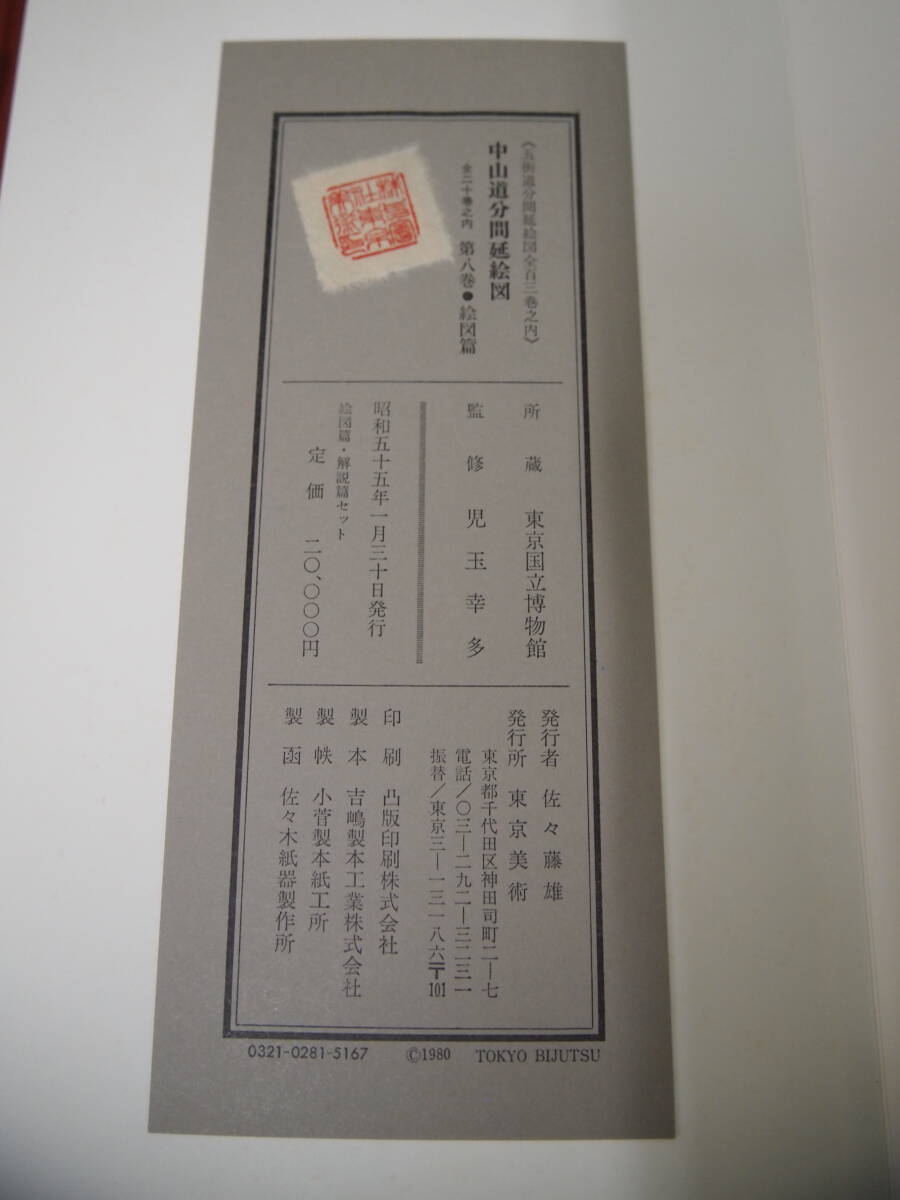 《五街道分間延絵図全百三巻之内》
中山道分間延絵図
全二十巻之内 第八巻●絵図篇
所蔵 東京国立博物館
監修 児玉幸多
昭和五十五年一月三十日発行
絵図篇・解説篇セット
定価 二〇、〇〇〇円
発行者 佐々藤雄
発行所 東京美術
東京都千代田区神田司町二―七
電話/〇三―二九二―三二三一
振替/東京三―一三一八六〒101
印刷 凸版印刷株式会社
製本 吉嶋製本工業株式会社
製帙 小菅製本紙工所
製函 佐々木紙器製作所
0321-0281-5167 ©1980 TOKYO BIJUTSU